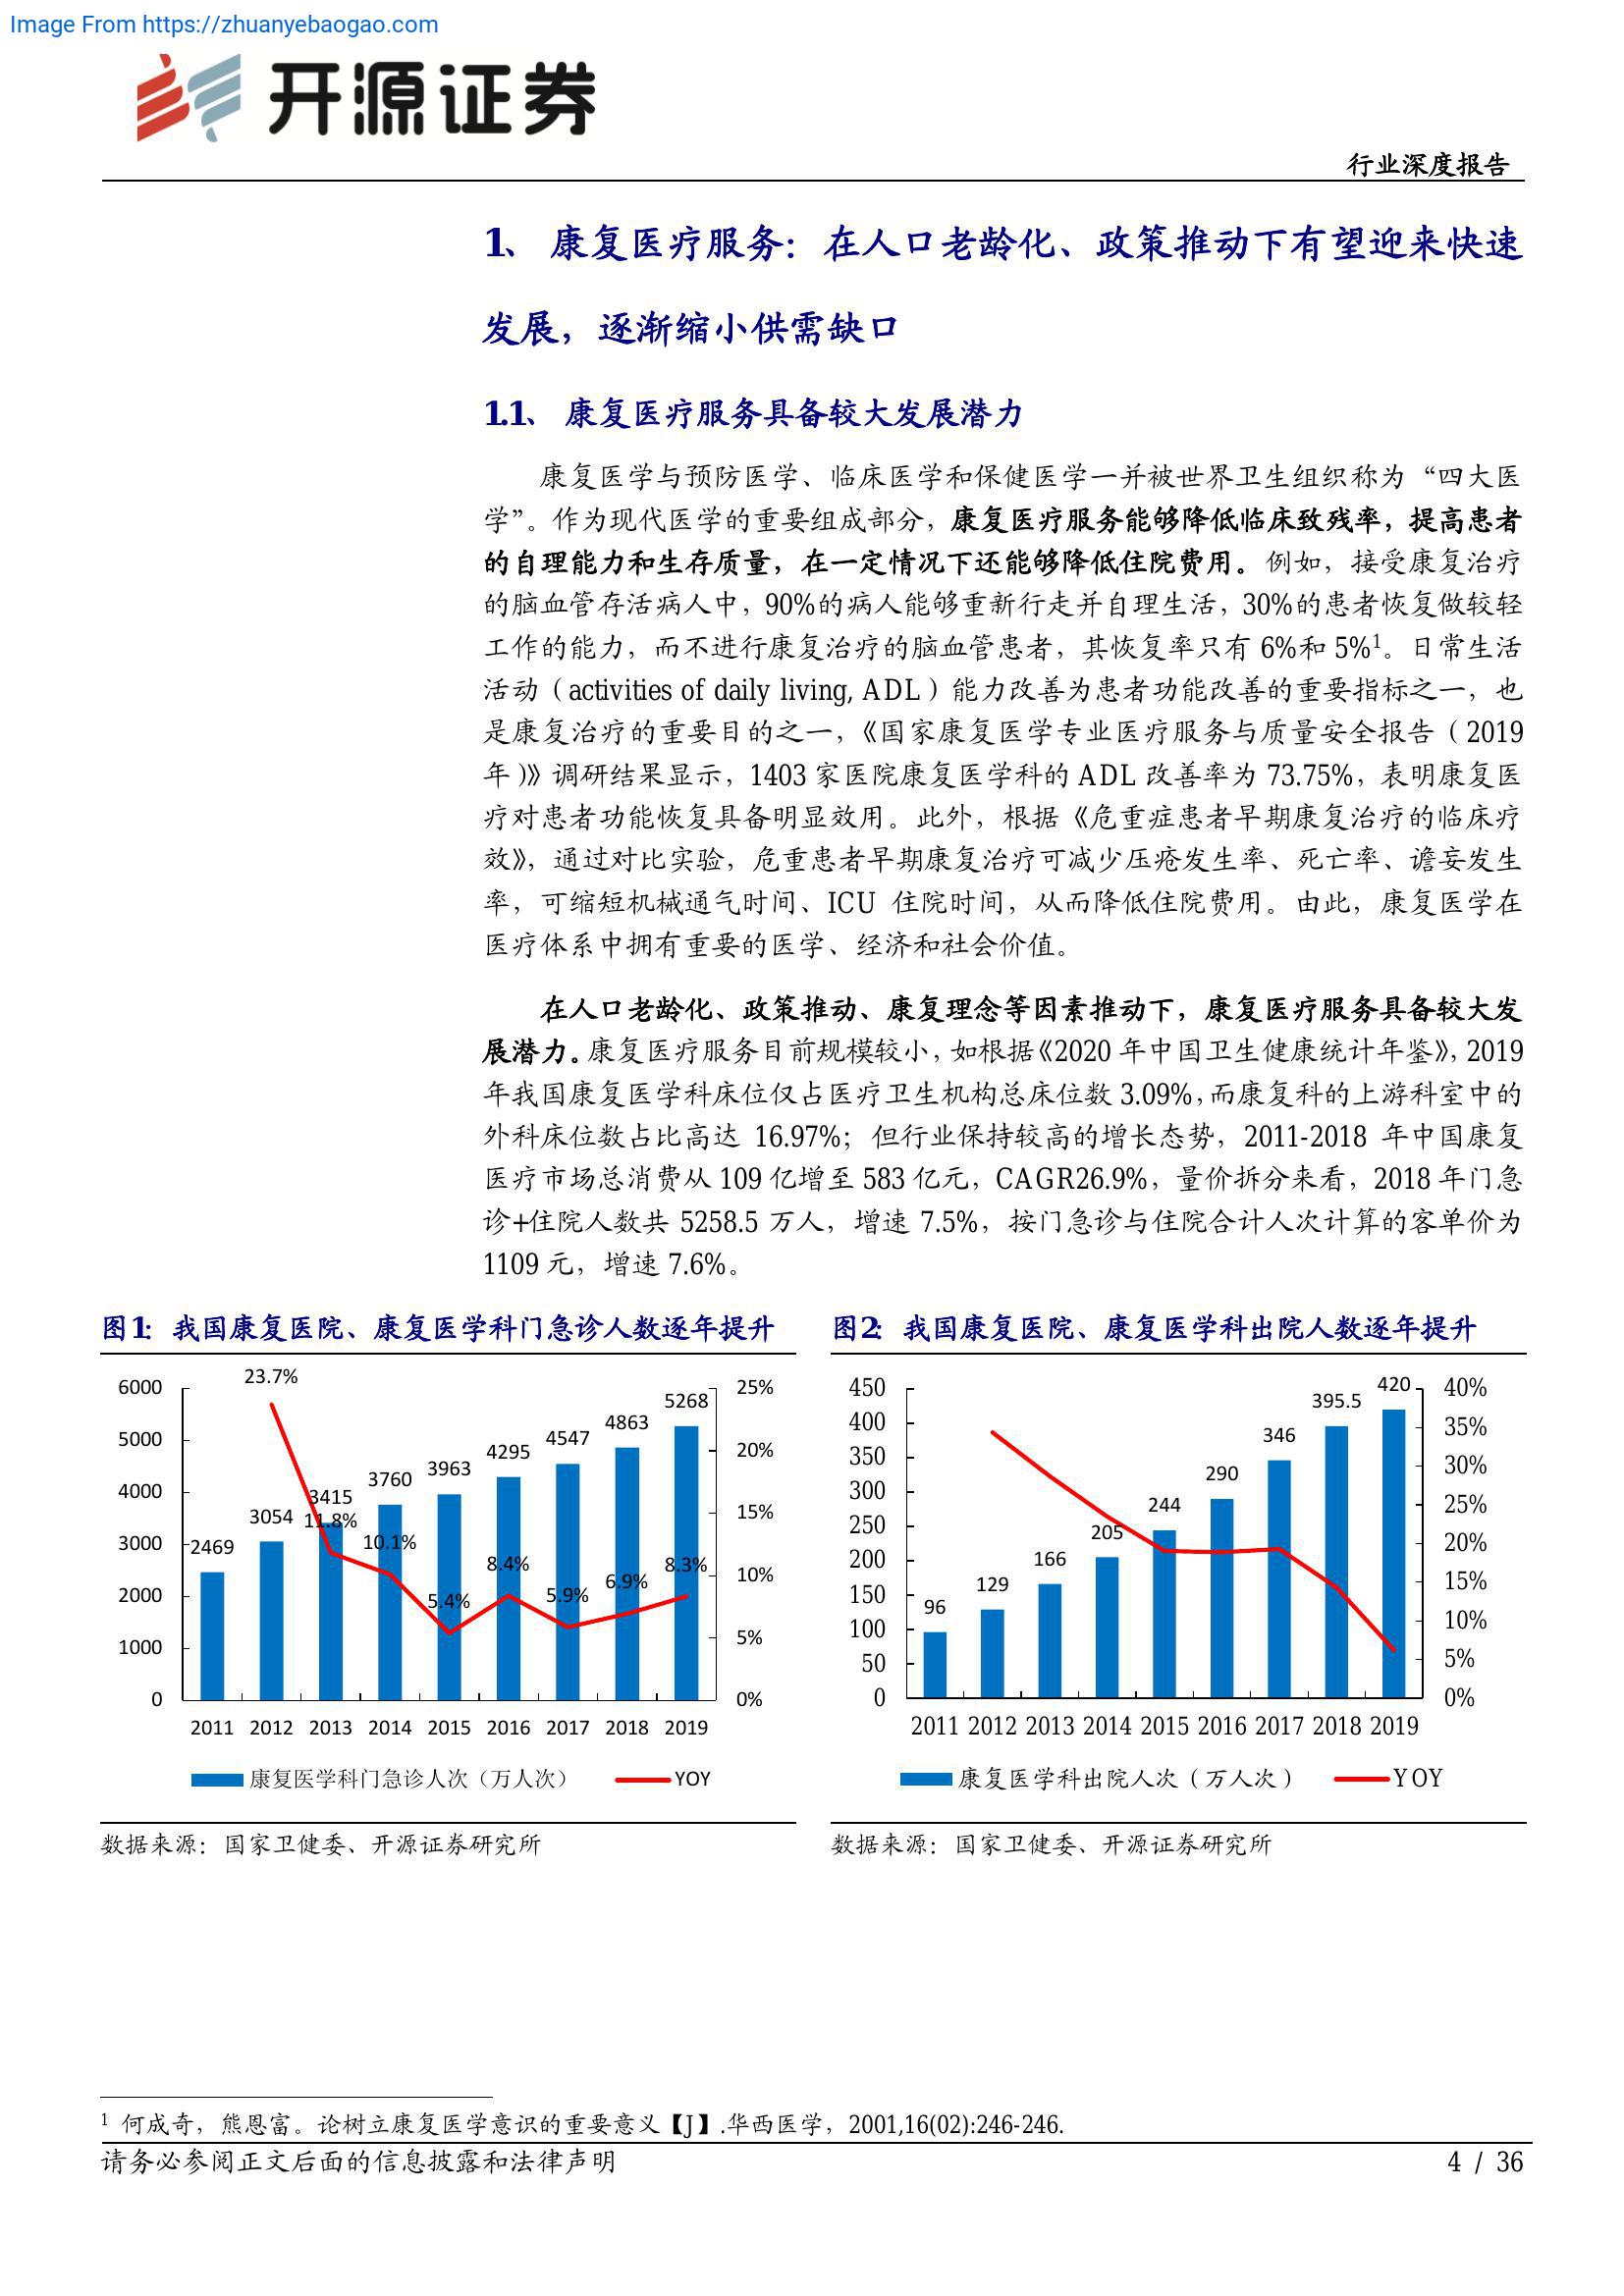 Image From https://zhuanyebaogao.com
开源证券
行业深度报告
1、 康复医疗服务：在人口老龄化、政策推动下有望迎来快速
发展，逐渐缩小供需缺口
1.1、 康复医疗服务具备较大发展潜力
康复医学与预防医学、临床医学和保健医学一并被世界卫生组织称为“四大医
学”。作为现代医学的重要组成部分，康复医疗服务能够降低临床致残率，提高患者
的自理能力和生存质量，在一定情况下还能够降低住院费用。例如，接受康复治疗
的脑血管存活病人中，90%的病人能够重新行走并自理生活，30%的患者恢复做较轻
工作的能力，而不进行康复治疗的脑血管患者，其恢复率只有 6%和 5%1。日常生活
活动（activities of daily living, ADL）能力改善为患者功能改善的重要指标之一，也
是康复治疗的重要目的之一，《国家康复医学专业医疗服务与质量安全报告（2019
年）》调研结果显示，1403 家医院康复医学科的 ADL 改善率为 73.75%，表明康复医
疗对患者功能恢复具备明显效用。此外，根据《危重症患者早期康复治疗的临床疗
效》，通过对比实验，危重患者早期康复治疗可减少压疮发生率、死亡率、谵妄发生
率，可缩短机械通气时间、ICU 住院时间，从而降低住院费用。由此，康复医学在
医疗体系中拥有重要的医学、经济和社会价值。
在人口老龄化、政策推动、康复理念等因素推动下，康复医疗服务具备较大发
展潜力。康复医疗服务目前规模较小，如根据《2020 年中国卫生健康统计年鉴》，2019
年我国康复医学科床位仅占医疗卫生机构总床位数 3.09%，而康复科的上游科室中的
外科床位数占比高达 16.97%；但行业保持较高的增长态势，2011-2018 年中国康复
医疗市场总消费从 109 亿增至 583 亿元，CAGR26.9%，量价拆分来看，2018 年门急
诊+住院人数共 5258.5 万人，增速 7.5%，按门急诊与住院合计人次计算的客单价为
1109 元，增速 7.6%。
图1： 我国康复医院、康复医学科门急诊人数逐年提升
6000
5000
4000
3000
2000
1000
0
25%
20%
15%
10%
5%
0%
2469
3054
3415
3760
3963
4295
4547
4863
5268
23.7%
11.8%
10.1%
5.4%
8.4%
5.9%
6.9%
8.3%
2011 2012 2013 2014 2015 2016 2017 2018 2019
康复医学科门急诊人次（万人次） YOY
数据来源：国家卫健委、开源证券研究所
图2： 我国康复医院、康复医学科出院人数逐年提升
450
400
350
300
250
200
150
100
50
0
40%
35%
30%
25%
20%
15%
10%
5%
0%
96
129
166
205
244
290
346
395.5
420
2011 2012 2013 2014 2015 2016 2017 2018 2019
康复医学科出院人次（万人次） YOY
数据来源：国家卫健委、开源证券研究所
1 何成奇，熊恩富。论树立康复医学意识的重要意义【J】.华西医学，2001,16(02):246-246.
请务必参阅正文后面的信息披露和法律声明
4 / 36